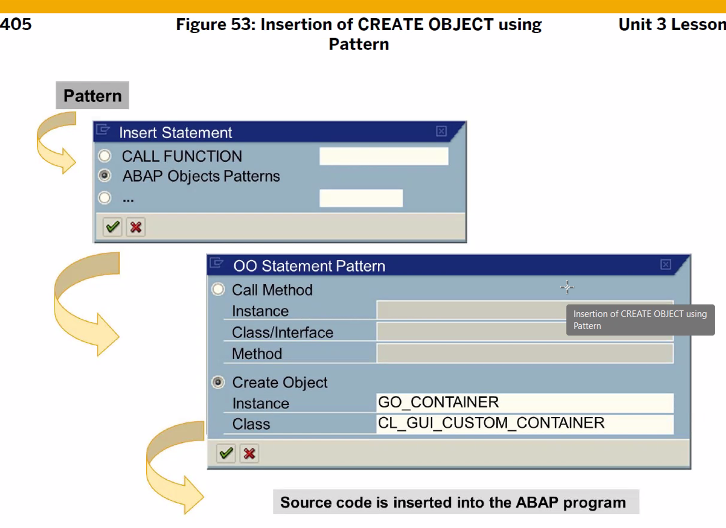 405
Figure 53: Insertion of CREATE OBJECT using
Pattern
Unit 3 Lesson
Pattern
Insert Statement
CALL FUNCTION
ABAP Objects Patterns
...
OO Statement Pattern
Call Method
Instance
Class/Interface
Method
Insertion of CREATE OBJECT using
Pattern
Create Object
Instance
GO_CONTAINER
Class
CL_GUI_CUSTOM_CONTAINER
Source code is inserted into the ABAP program